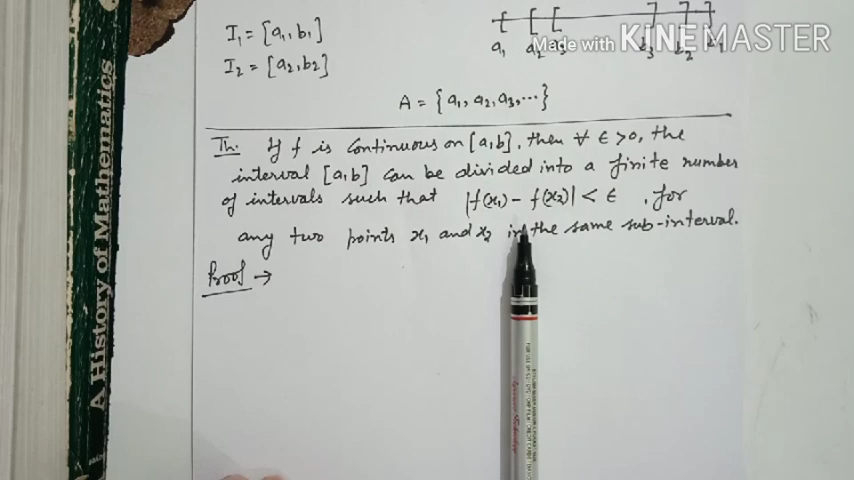 I₁ = [a₁, b₁]
I₂ = [a₂, b₂]
a₁ a₂
b₂
Made with KINEMASTER
A = {a₁, a₂, a₃, ...}
Th. If f is continuous on [a,b], then ∀ ϵ > 0, the
interval [a,b] can be divided into a finite number
of intervals such that |f(x₁) - f(x₂)| < ϵ , for
any two points x₁ and x₂ in the same sub-interval.
Proof →
A History of Mathematics